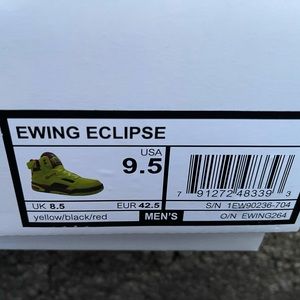 EWING ECLIPSE
USA
9.5
UK 8.5 EUR 42.5
yellow/black/red MEN'S
7 91272 48339 3
S/N 1EW90236-704
O/N EWING264